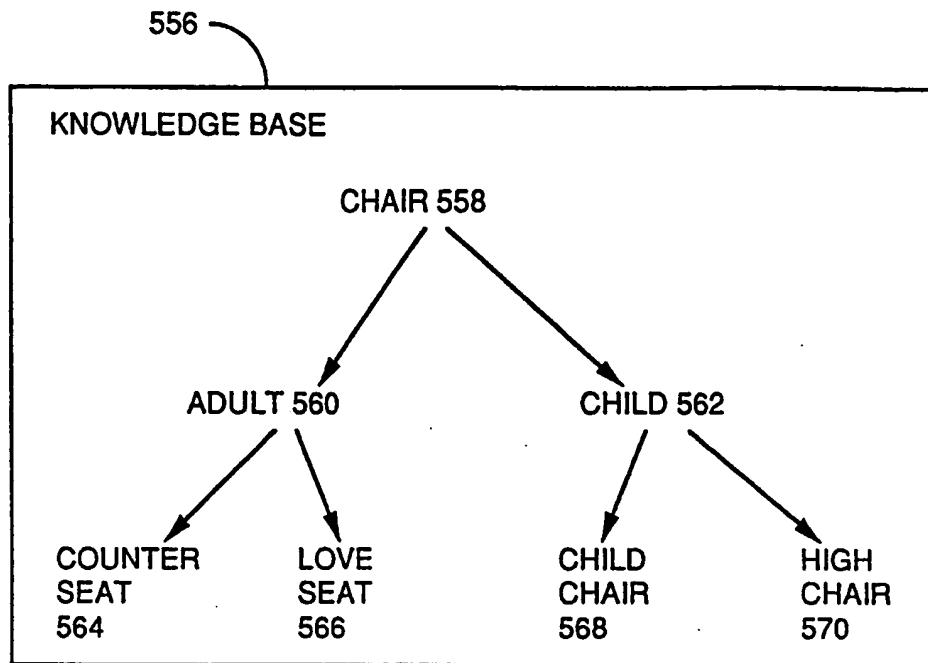 556
KNOWLEDGE BASE
CHAIR 558
ADULT 560
CHILD 562
COUNTER
SEAT
564
LOVE
SEAT
566
CHILD
CHAIR
568
HIGH
CHAIR
570